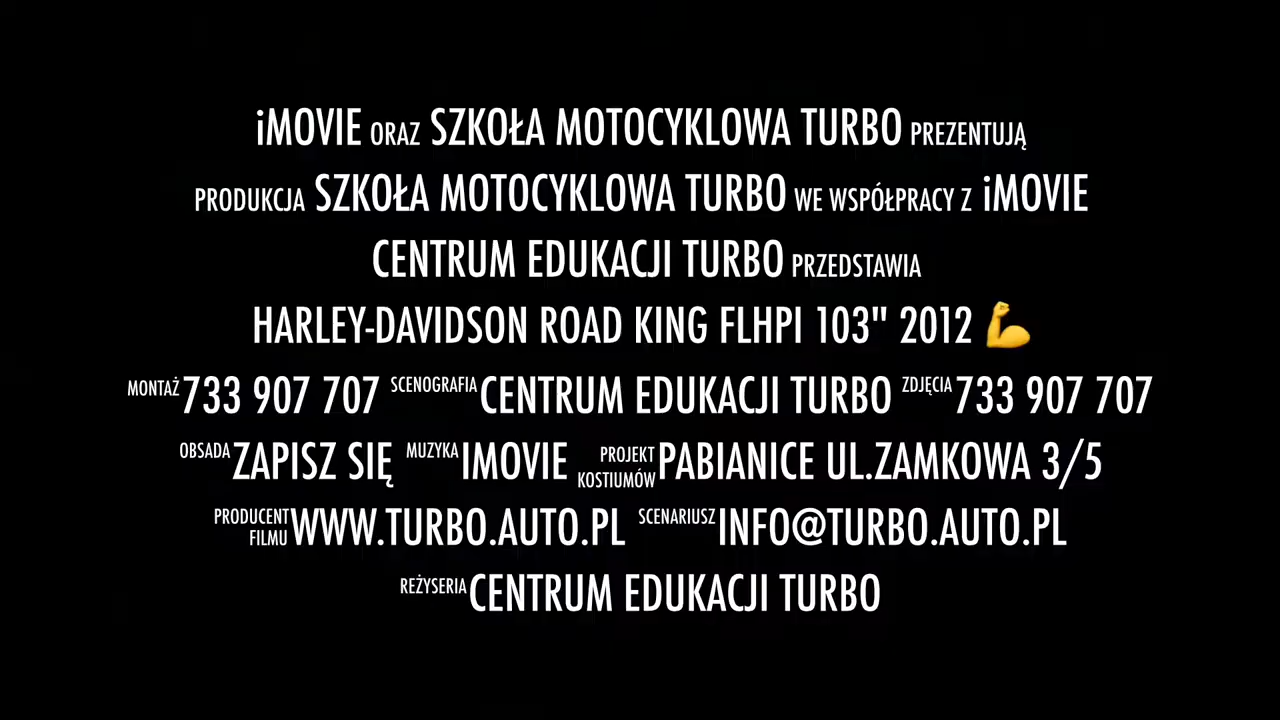 iMOVIE ORAZ SZKOŁA MOTOCYKLOWA TURBO PREZENTUJĄ
PRODUKCJA SZKOŁA MOTOCYKLOWA TURBO WE WSPÓŁPRACY Z iMOVIE
CENTRUM EDUKACJI TURBO PRZEDSTAWIA
HARLEY-DAVIDSON ROAD KING FLHPI 103" 2012 💪
MONTAŻ 733 907 707 SCENOGRAFIA CENTRUM EDUKACJI TURBO ZDJĘCIA 733 907 707
OBSADA ZAPISZ SIĘ MUZYKA IMOVIE PROJEKT KOSTIUMÓW PABIANICE UL.ZAMKOWA 3/5
PRODUCENT FILMU WWW.TURBO.AUTO.PL SCENARIUSZ INFO@TURBO.AUTO.PL
REŻYSERIA CENTRUM EDUKACJI TURBO